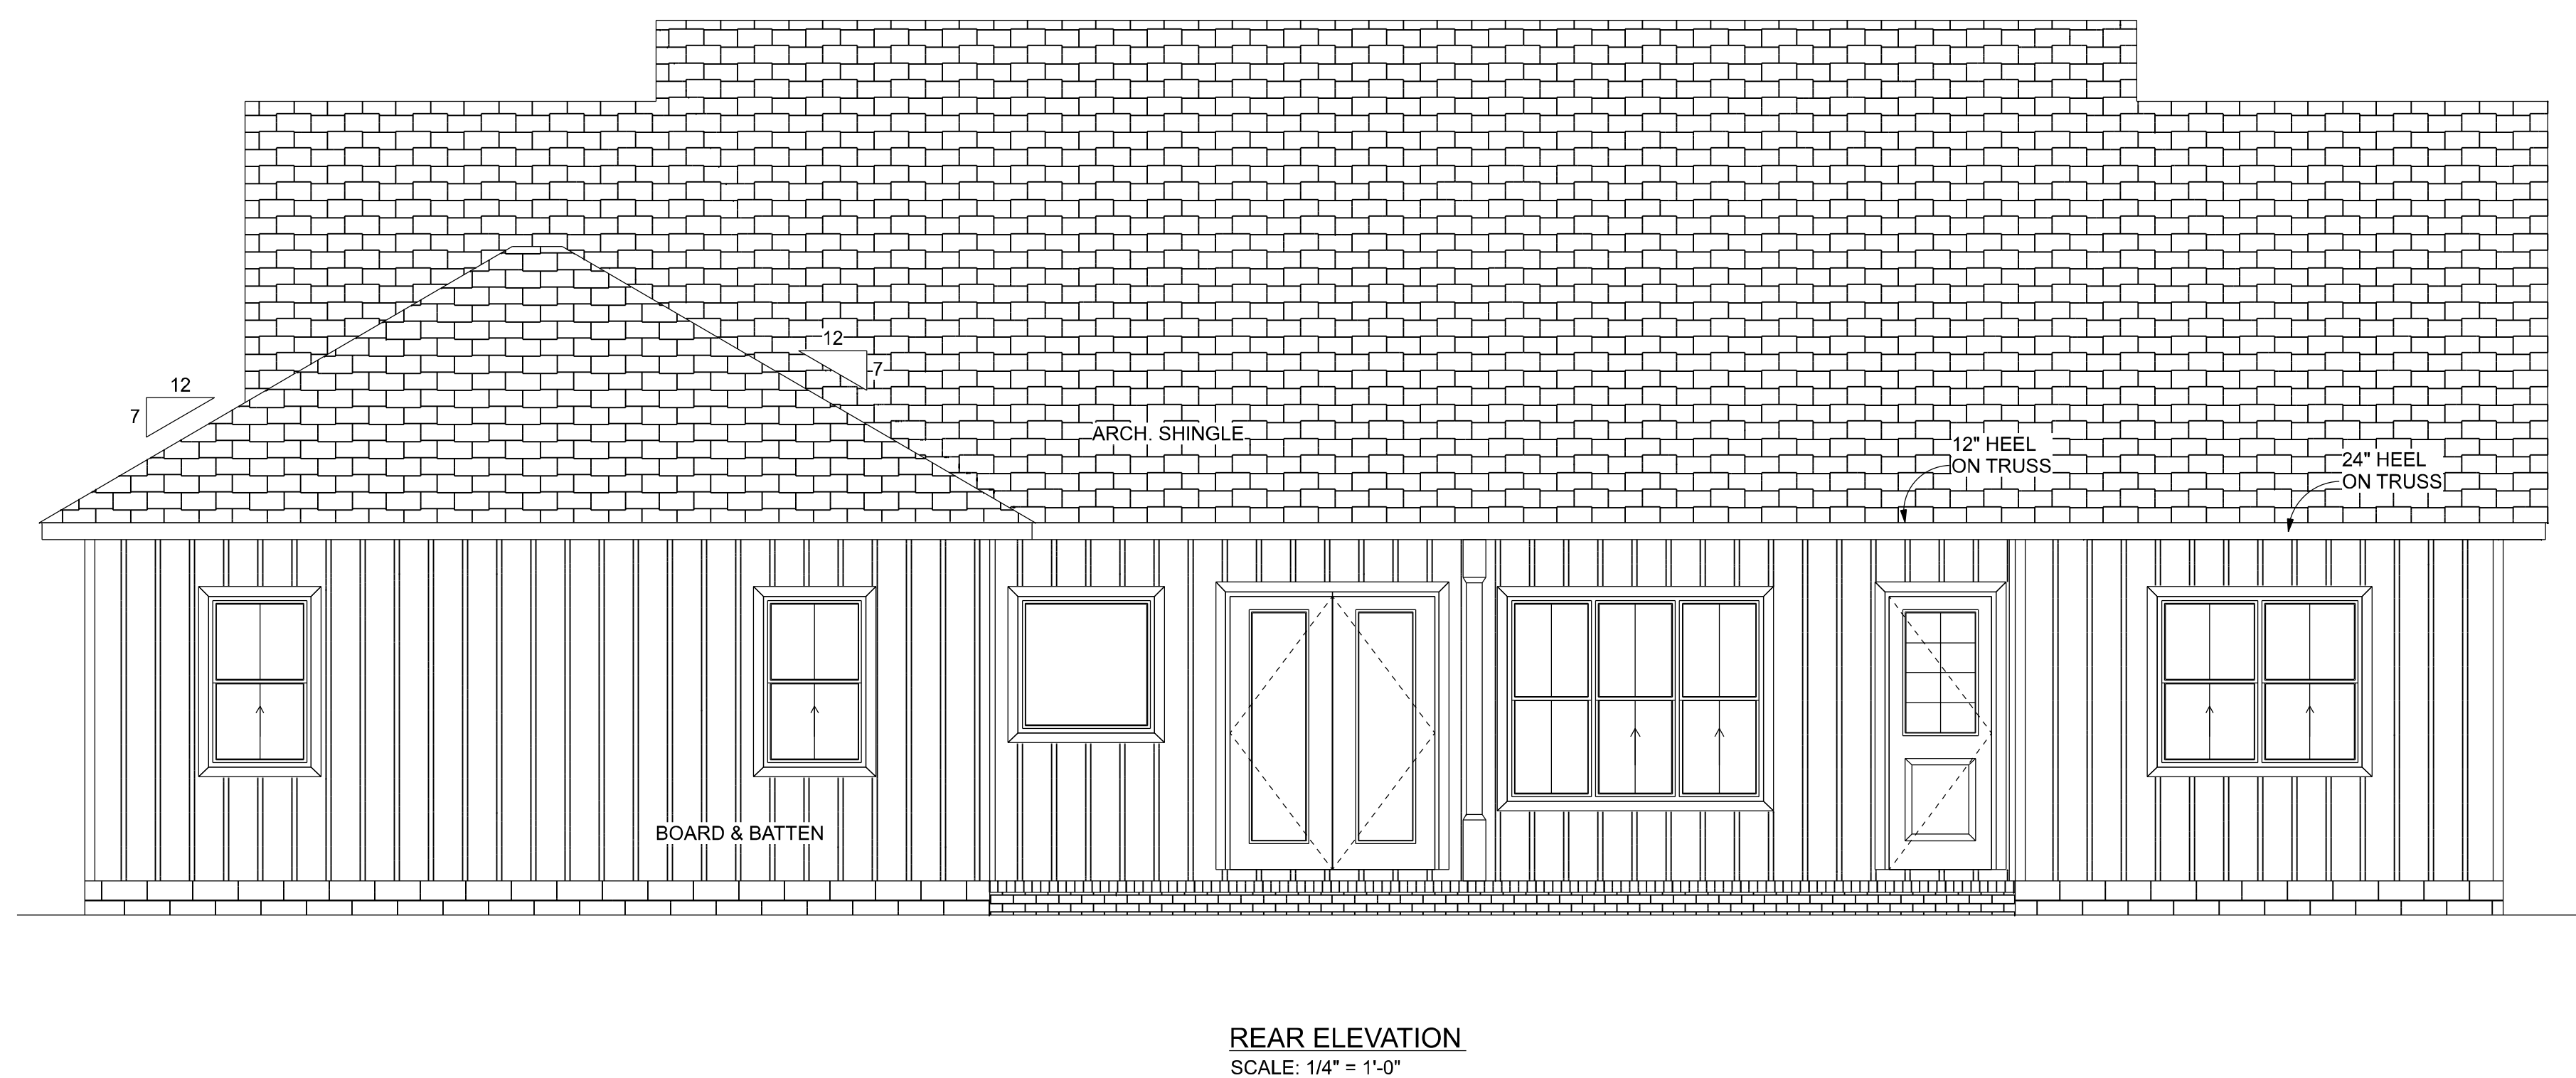 12
7
12
7
ARCH. SHINGLE
12" HEEL
ON TRUSS
24" HEEL
ON TRUSS
BOARD & BATTEN
REAR ELEVATION
SCALE: 1/4" = 1'-0"